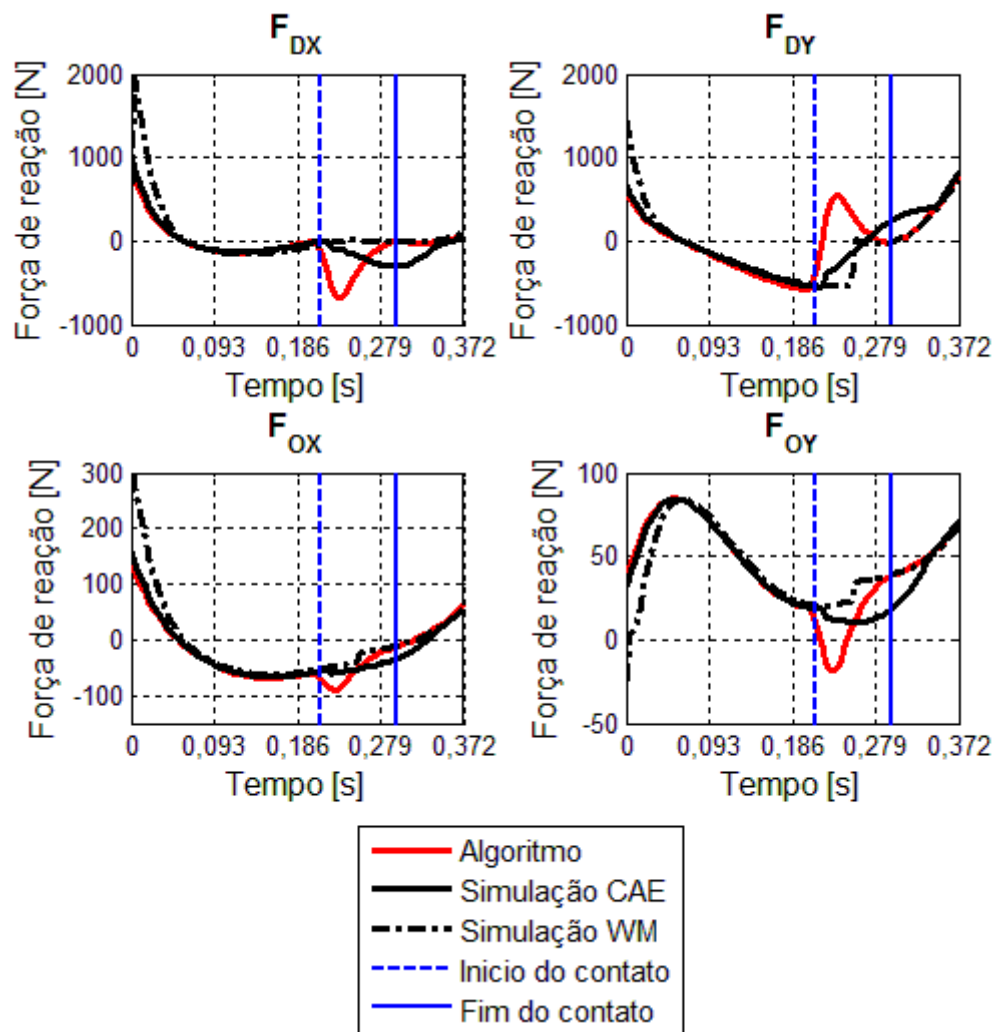 F_DX
Força de reação [N]
2000
1000
0
-1000
0 0,093 0,186 0,279 0,372
Tempo [s]
F_DY
Força de reação [N]
2000
1000
0
-1000
0 0,093 0,186 0,279 0,372
Tempo [s]
F_OX
Força de reação [N]
300
200
100
0
-100
0 0,093 0,186 0,279 0,372
Tempo [s]
F_OY
Força de reação [N]
100
50
0
-50
0 0,093 0,186 0,279 0,372
Tempo [s]
Algoritmo
Simulação CAE
Simulação WM
Inicio do contato
Fim do contato